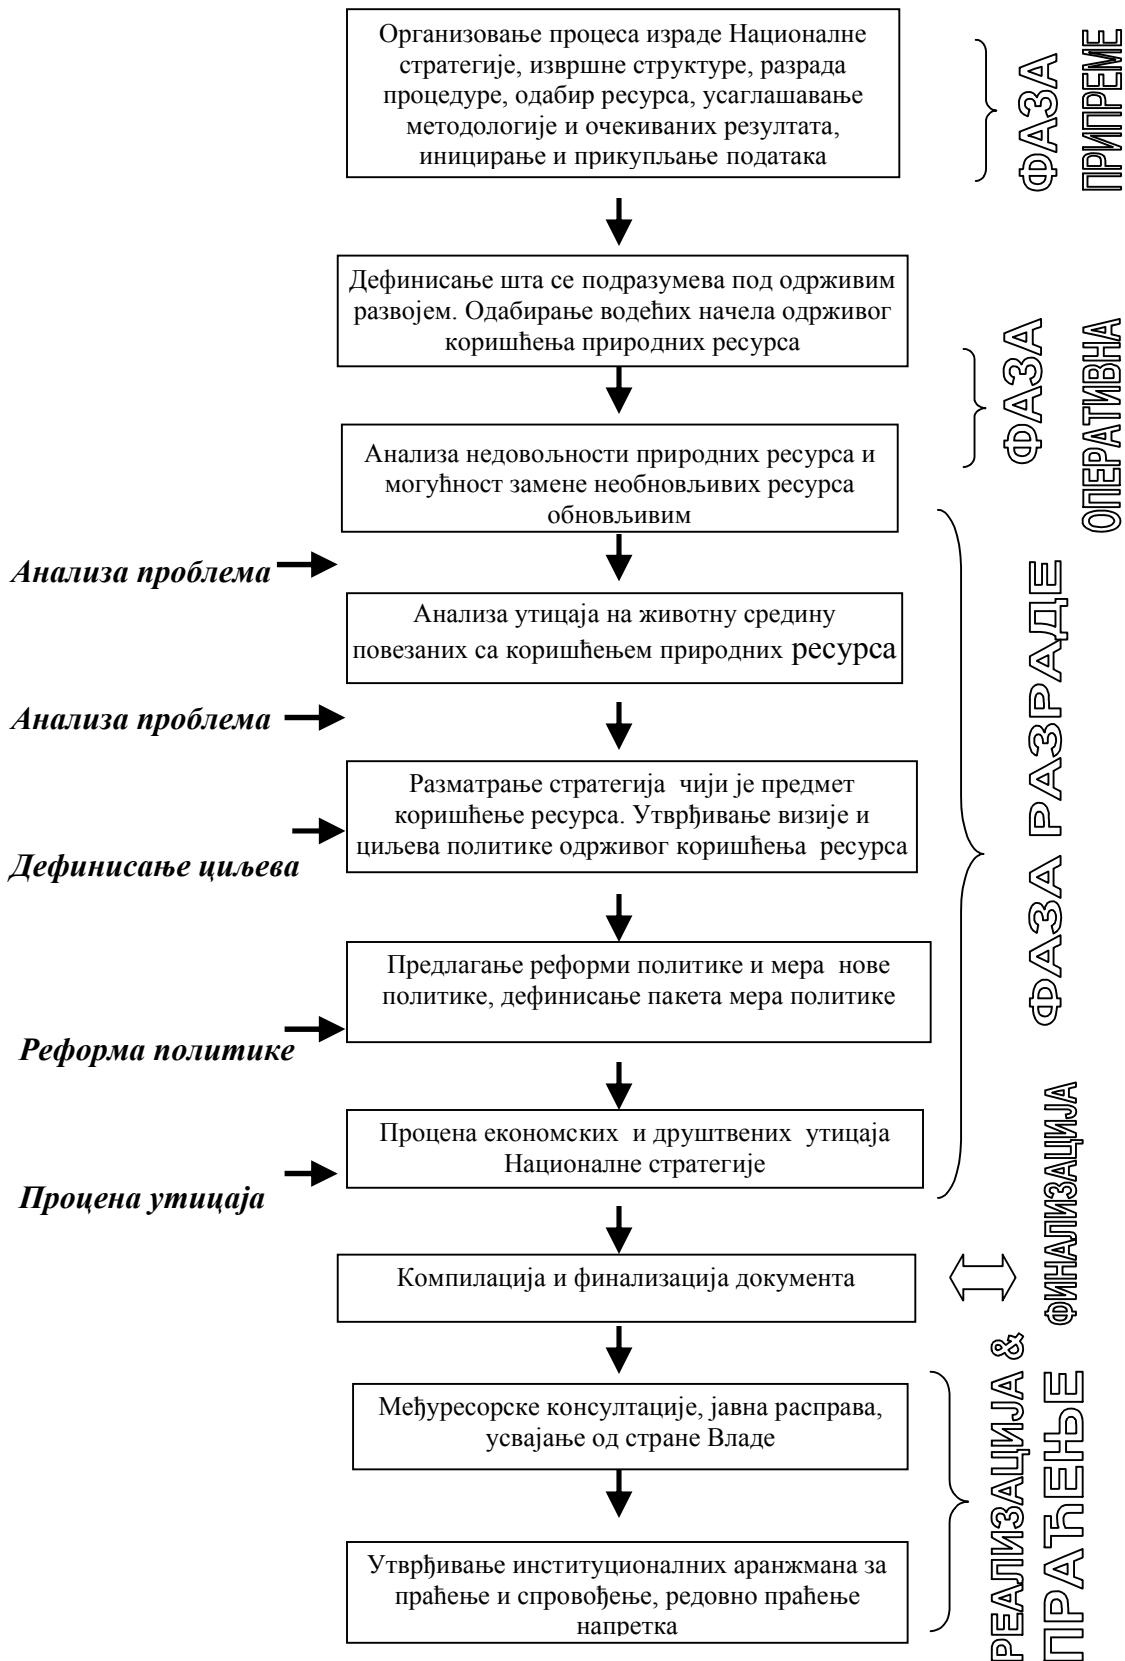 Организовање процеса израде Националне
стратегије, извршне структуре, разрада
процедуре, одабир ресурса, усаглашавање
методологије и очекиваних резултата,
иницирање и прикупљање података
ФАЗА
ПРИПРЕМЕ
Дефинисање шта се подразумева под одрживим
развојем. Одабирање водећих начела одрживог
коришћења природних ресурса
ФАЗА
ОПЕРАТИВНА
Анализа недовољности природних ресурса и
могућност замене необновљивих ресурса
обновљивим
Анализа проблема
Анализа утицаја на животну средину
повезаних са коришћењем природних ресурса
ФАЗА РАЗРАДЕ
Анализа проблема
Разматрање стратегија чији је предмет
коришћење ресурса. Утврђивање визије и
циљева политике одрживог коришћења ресурса
Дефинисање циљева
Предлагање реформи политике и мера нове
политике, дефинисање пакета мера политике
Реформа политике
Процена економских и друштвених утицаја
Националне стратегије
Процена утицаја
Компилација и финализација документа
ФИНАЛИЗАЦИЈА
Међуресорске консултације, јавна расправа,
усвајање од стране Владе
РЕАЛИЗАЦИЈА &
ПРАЋЕЊЕ
Утврђивање институционалних аранжмана за
праћење и спровођење, редовно праћење
напретка